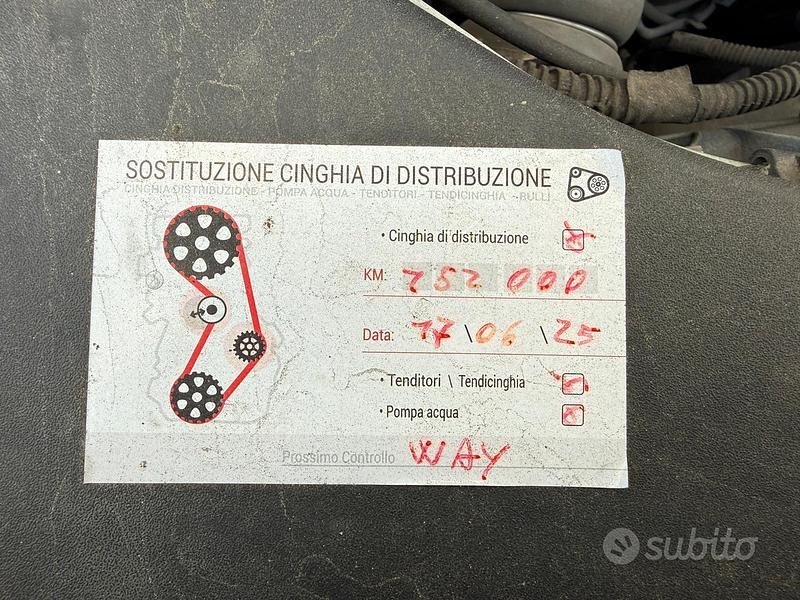 SOSTITUZIONE CINGHIA DI DISTRIBUZIONE
CINGHIA DISTRIBUZIONE - POMPA ACQUA - TENDITORI - TENDICINGHIA - RULLI
• Cinghia di distribuzione
KM: 252 000
Data: 17 \ 06 \ 25
• Tenditori \ Tendicinghia
• Pompa acqua
Prossimo Controllo WAY
subito